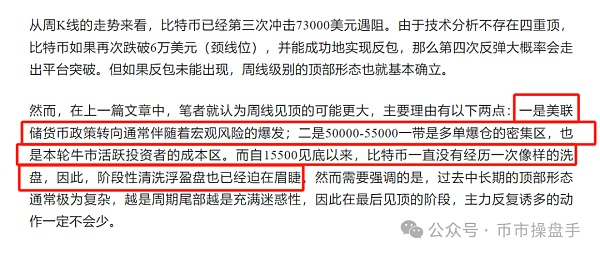 从周K线的走势来看，比特币已经第三次冲击73000美元遇阻。由于技术分析不存在四重顶，
比特币如果再次跌破6万美元（颈线位），并能成功地实现反包，那么第四次反弹大概率会走
出平台突破。但如果反包未能出现，周线级别的顶部形态也就基本确立。
然而，在上一篇文章中，笔者就认为周线见顶的可能更大，主要理由有以下两点：一是美联
储货币政策转向通常伴随着宏观风险的爆发；二是50000-55000一带是多单爆仓的密集区，也
是本轮牛市活跃投资者的成本区。而自15500见底以来，比特币一直没有经历一次像样的洗
盘，因此，阶段性清洗浮盈盘也已经迫在眉睫。然而需要强调的是，过去中长期的顶部形态
通常极为复杂，越是周期尾部越是充满迷惑性，因此在最后见顶的阶段，主力反复诱多的动
作一定不会少。
公众号·币市操盘手